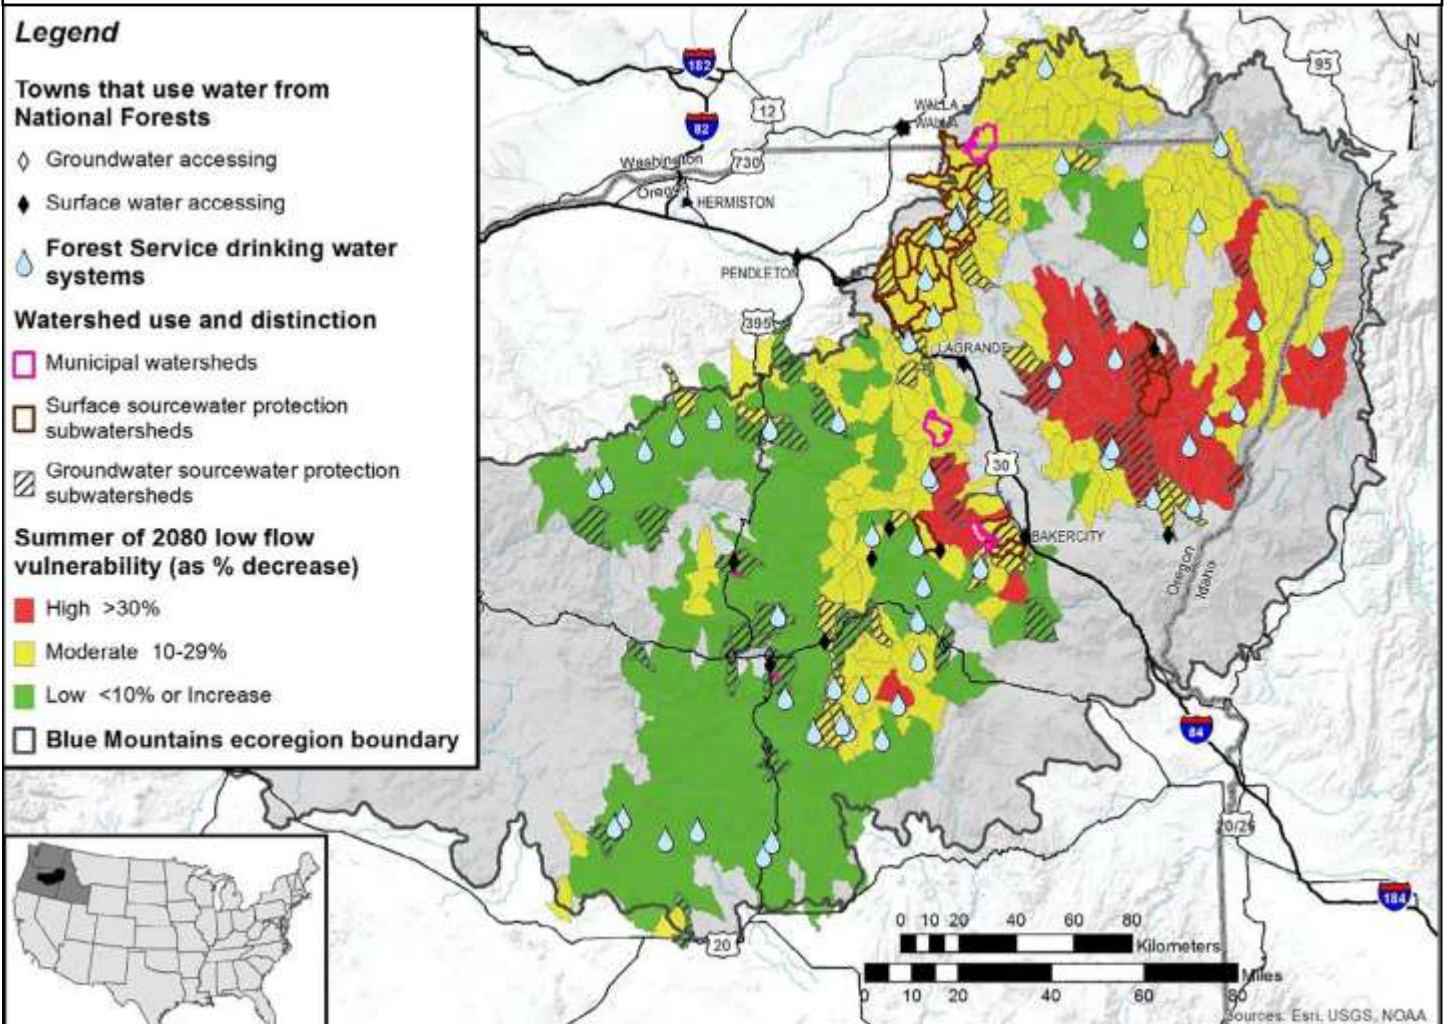 Legend
Towns that use water from
National Forests
Groundwater accessing
Surface water accessing
Forest Service drinking water
systems
Watershed use and distinction
Municipal watersheds
Surface sourcewater protection
subwatersheds
Groundwater sourcewater protection
subwatersheds
Summer of 2080 low flow
vulnerability (as % decrease)
High >30%
Moderate 10-29%
Low <10% or Increase
Blue Mountains ecoregion boundary
N
182
95
12
WALLA
WALLA
82
Washington
730
Oregon
HERMISTON
PENDLETON
395
LAGRANDE
30
BAKERCITY
Oregon
Idaho
84
20/26
184
20
0 10 20 40 60 80
Kilometers
Miles
0 10 20 40 60 80
Sources: Esri, USGS, NOAA